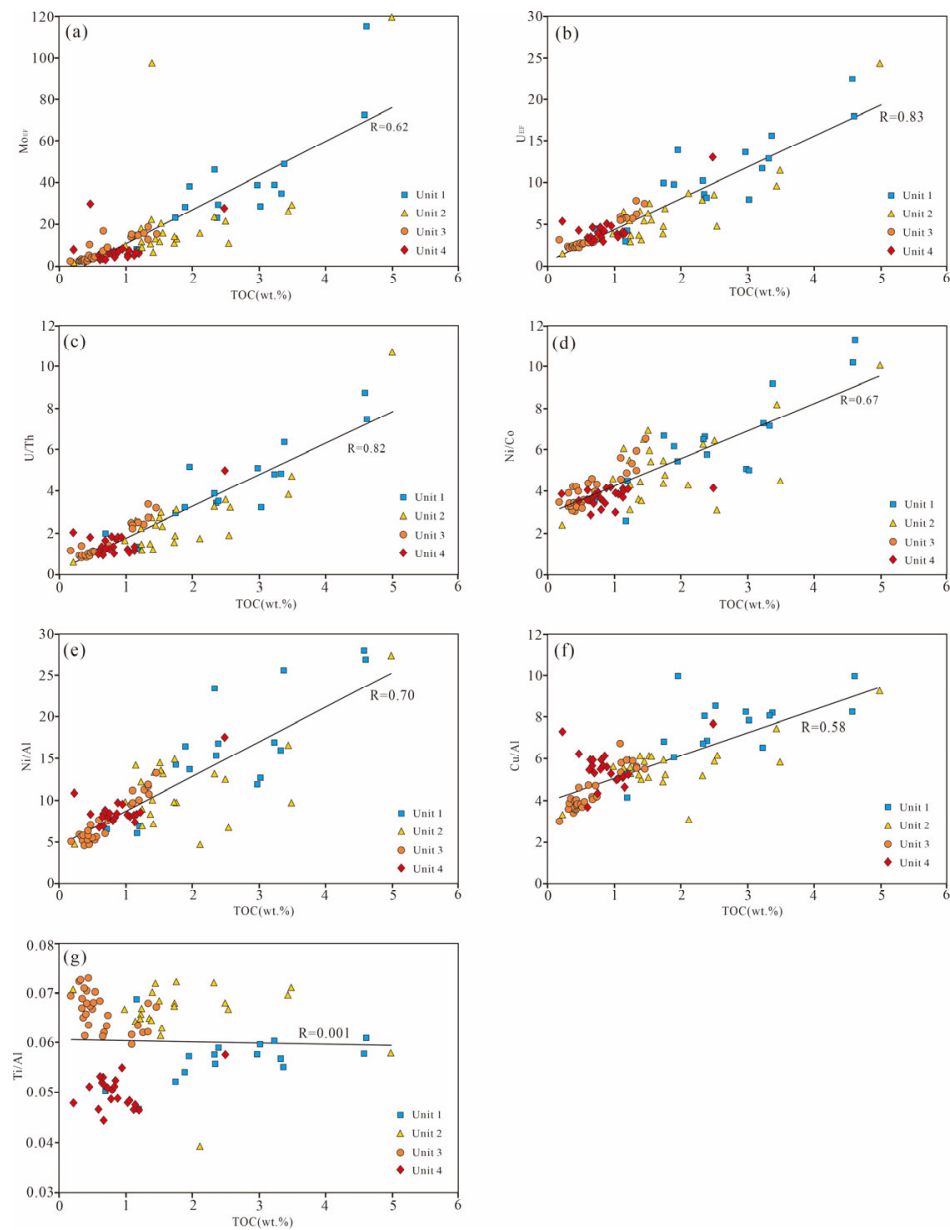 (a)
120
100
80
60
40
20
0
MoEF
R=0.62
Unit 1
Unit 2
Unit 3
Unit 4
0 1 2 3 4 5 6
TOC(wt.%)
(b)
30
25
20
15
10
5
0
UEF
R=0.83
Unit 1
Unit 2
Unit 3
Unit 4
0 1 2 3 4 5 6
TOC(wt.%)
(c)
12
10
8
6
4
2
0
U/Th
R=0.82
Unit 1
Unit 2
Unit 3
Unit 4
0 1 2 3 4 5 6
TOC(wt.%)
(d)
12
10
8
6
4
2
0
Ni/Co
R=0.67
Unit 1
Unit 2
Unit 3
Unit 4
0 1 2 3 4 5 6
TOC(wt.%)
(e)
30
25
20
15
10
5
0
Ni/Al
R=0.70
Unit 1
Unit 2
Unit 3
Unit 4
0 1 2 3 4 5 6
TOC(wt.%)
(f)
12
10
8
6
4
2
0
Cu/Al
R=0.58
Unit 1
Unit 2
Unit 3
Unit 4
0 1 2 3 4 5 6
TOC(wt.%)
(g)
0.08
0.07
0.06
0.05
0.04
0.03
Ti/Al
R=0.001
Unit 1
Unit 2
Unit 3
Unit 4
0 1 2 3 4 5 6
TOC(wt.%)